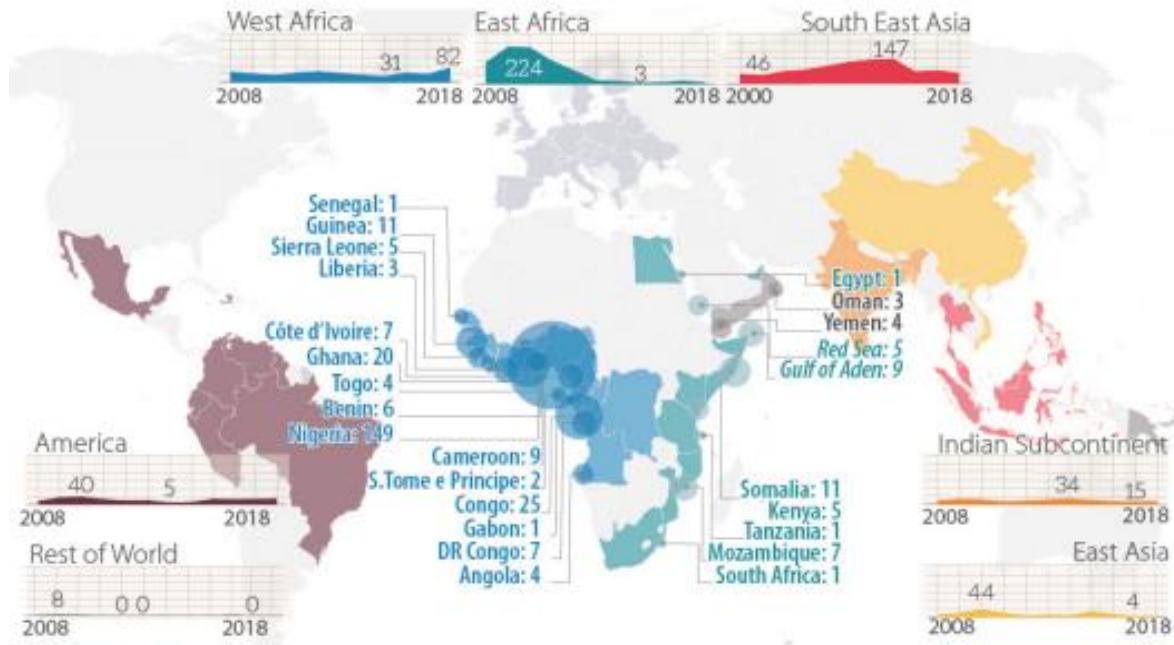 West Africa
31
82
2008
2018
East Africa
224
3
2008
2018
South East Asia
46
147
2000
2018
Senegal: 1
Guinea: 11
Sierra Leone: 5
Liberia: 3
Côte d'Ivoire: 7
Ghana: 20
Togo: 4
Benin: 6
Nigeria: 149
Cameroon: 9
S.Tome e Principe: 2
Congo: 25
Gabon: 1
DR Congo: 7
Angola: 4
Egypt: 1
Oman: 3
Yemen: 4
Red Sea: 5
Gulf of Aden: 9
Somalia: 11
Kenya: 5
Tanzania: 1
Mozambique: 7
South Africa: 1
America
40
5
2008
2018
Rest of World
8
0 0
0
2008
2018
Indian Subcontinent
34
15
2008
2018
East Asia
44
4
2008
2018